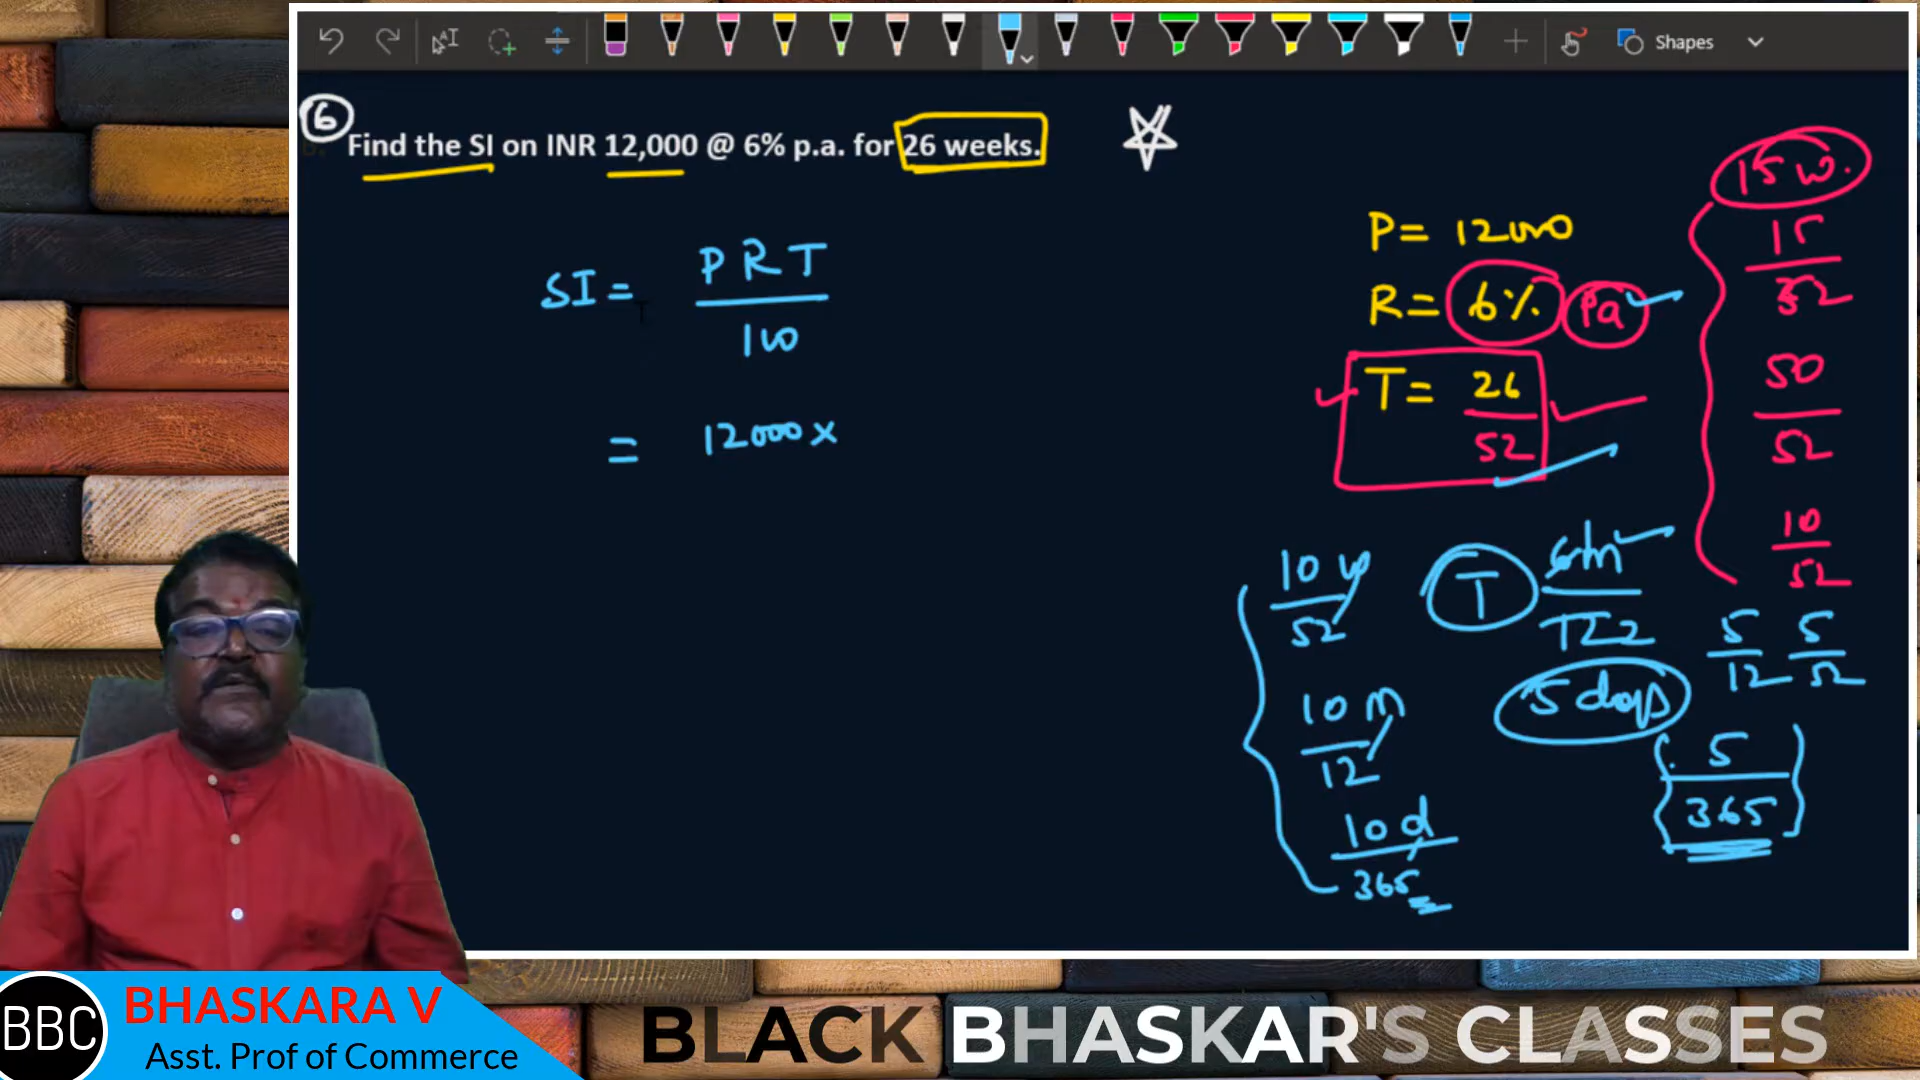 Shapes
6
Find the SI on INR 12,000 @ 6% p.a. for 26 weeks.
SI = P R T
100
= 12000 x
P = 12000
R = 6% pa
T = 26
52
15 w.
15
52
50
52
10
52
10 w
52
10 m
12
10 d
365
T
5 days
5
12
5
52
5
365
BBC
BHASKARA V
Asst. Prof of Commerce
BLACK BHASKAR'S CLASSES